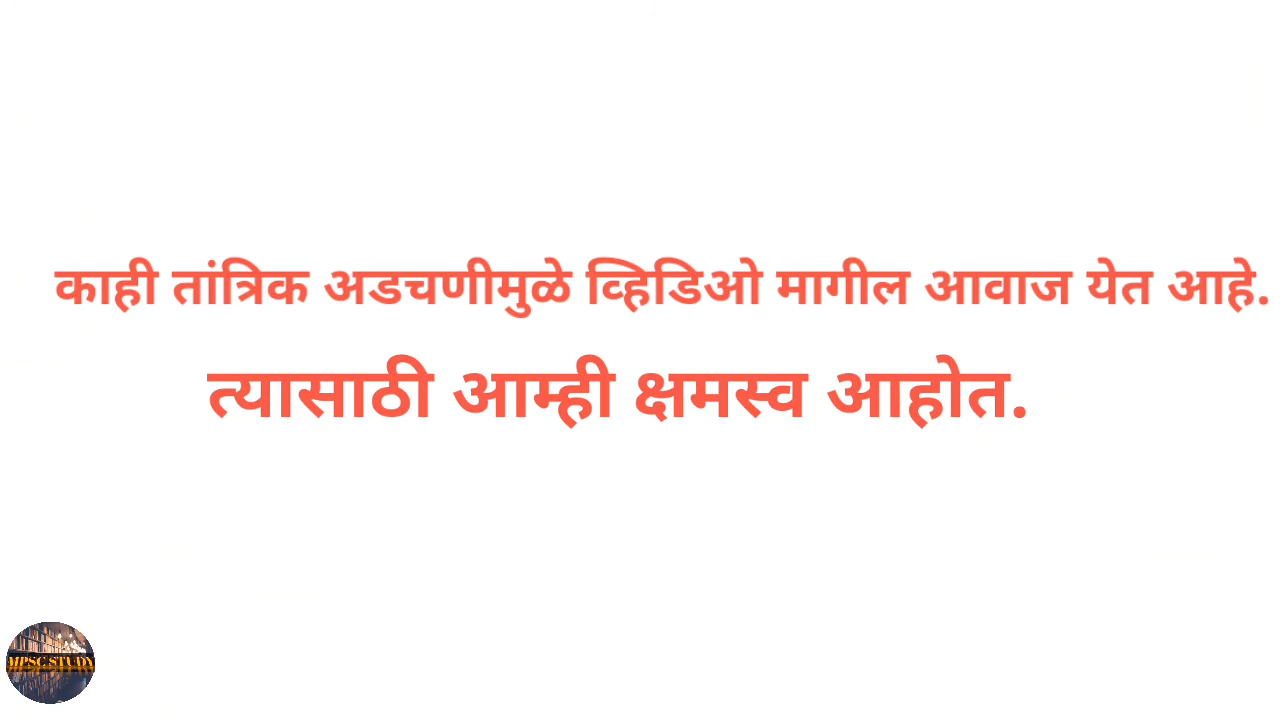 काही तांत्रिक अडचणीमुळे व्हिडिओ मागील आवाज येत आहे.
त्यासाठी आम्ही क्षमस्व आहोत.
MPSC STUDY